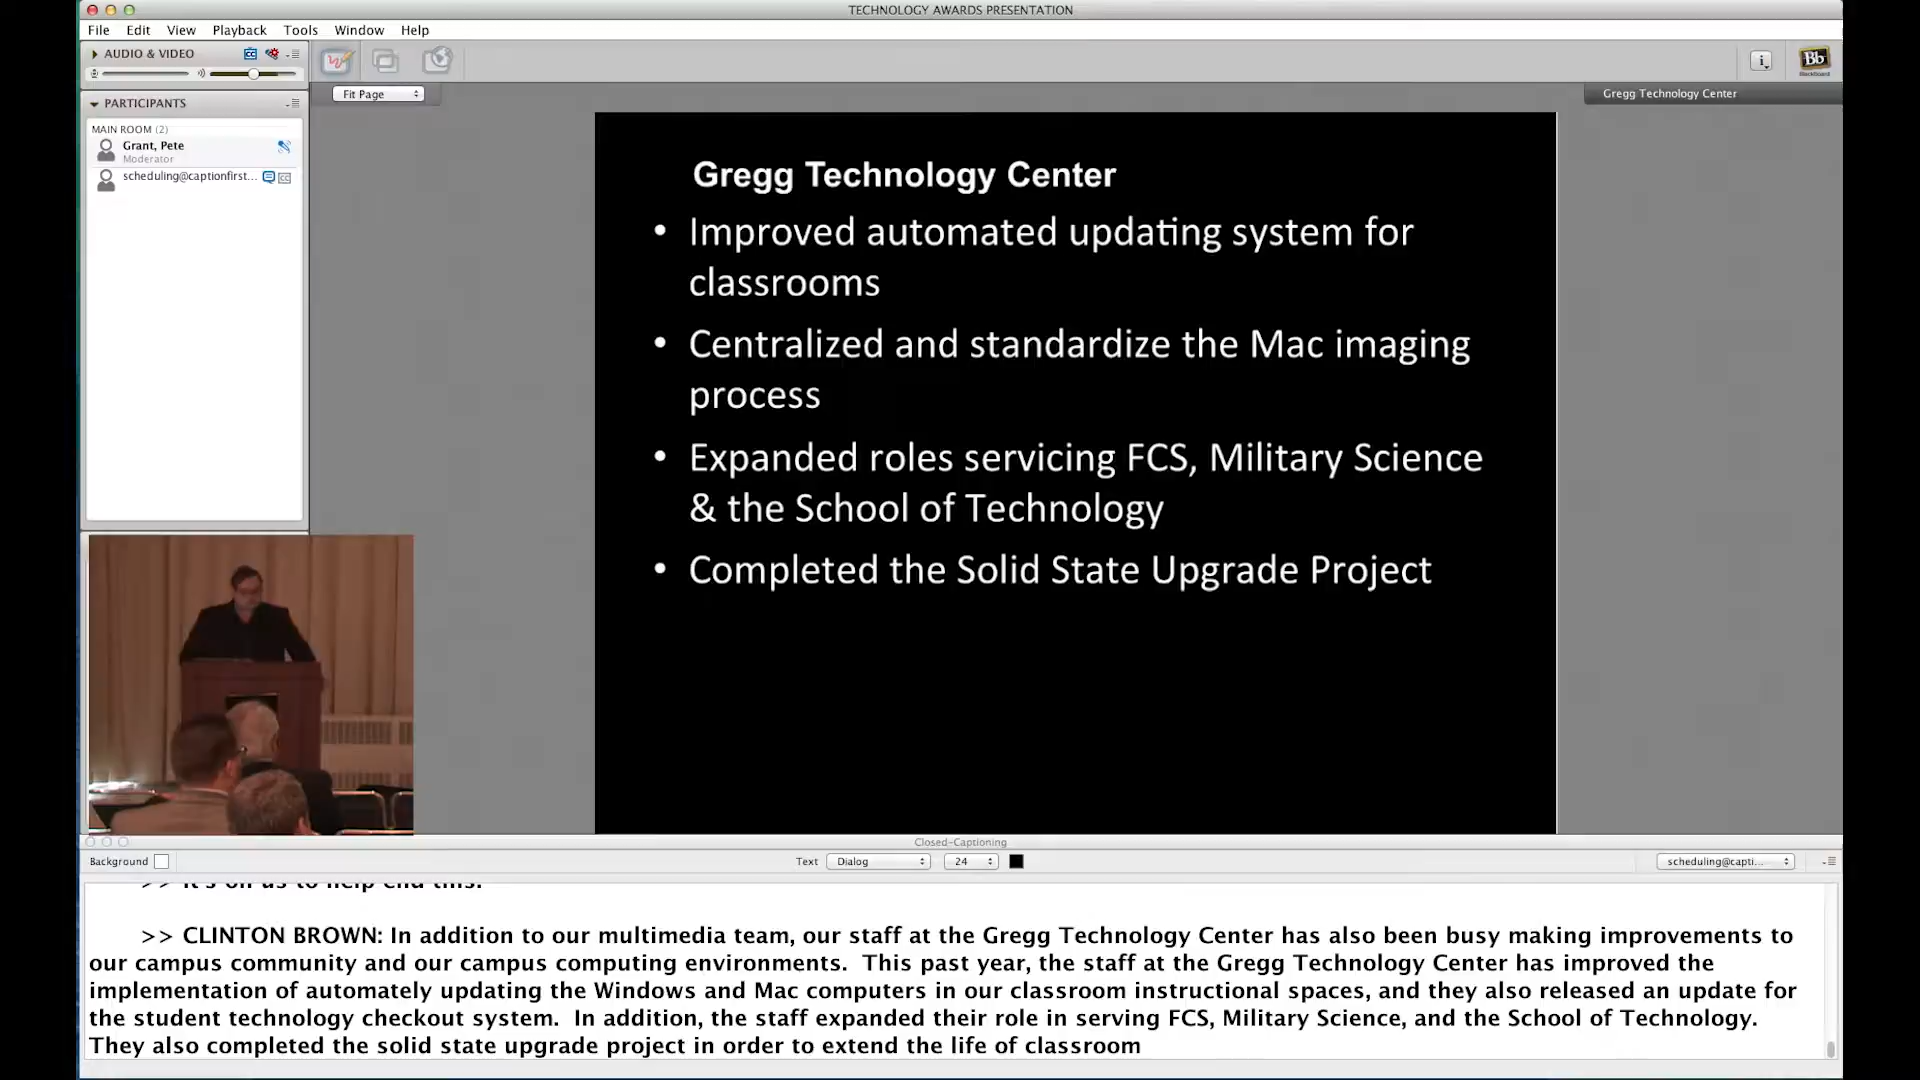 TECHNOLOGY AWARDS PRESENTATION
File Edit View Playback Tools Window Help
AUDIO & VIDEO
Fit Page
Gregg Technology Center
PARTICIPANTS
MAIN ROOM (2)
Grant, Pete
Moderator
scheduling@captionfirst...
Bb
Blackboard
Gregg Technology Center
• Improved automated updating system for
classrooms
• Centralized and standardize the Mac imaging
process
• Expanded roles servicing FCS, Military Science
& the School of Technology
• Completed the Solid State Upgrade Project
Closed-Captioning
Background Text Dialog 24 scheduling@capti...
>> It's on us to help end this.
>> CLINTON BROWN: In addition to our multimedia team, our staff at the Gregg Technology Center has also been busy making improvements to
our campus community and our campus computing environments. This past year, the staff at the Gregg Technology Center has improved the
implementation of automately updating the Windows and Mac computers in our classroom instructional spaces, and they also released an update for
the student technology checkout system. In addition, the staff expanded their role in serving FCS, Military Science, and the School of Technology.
They also completed the solid state upgrade project in order to extend the life of classroom